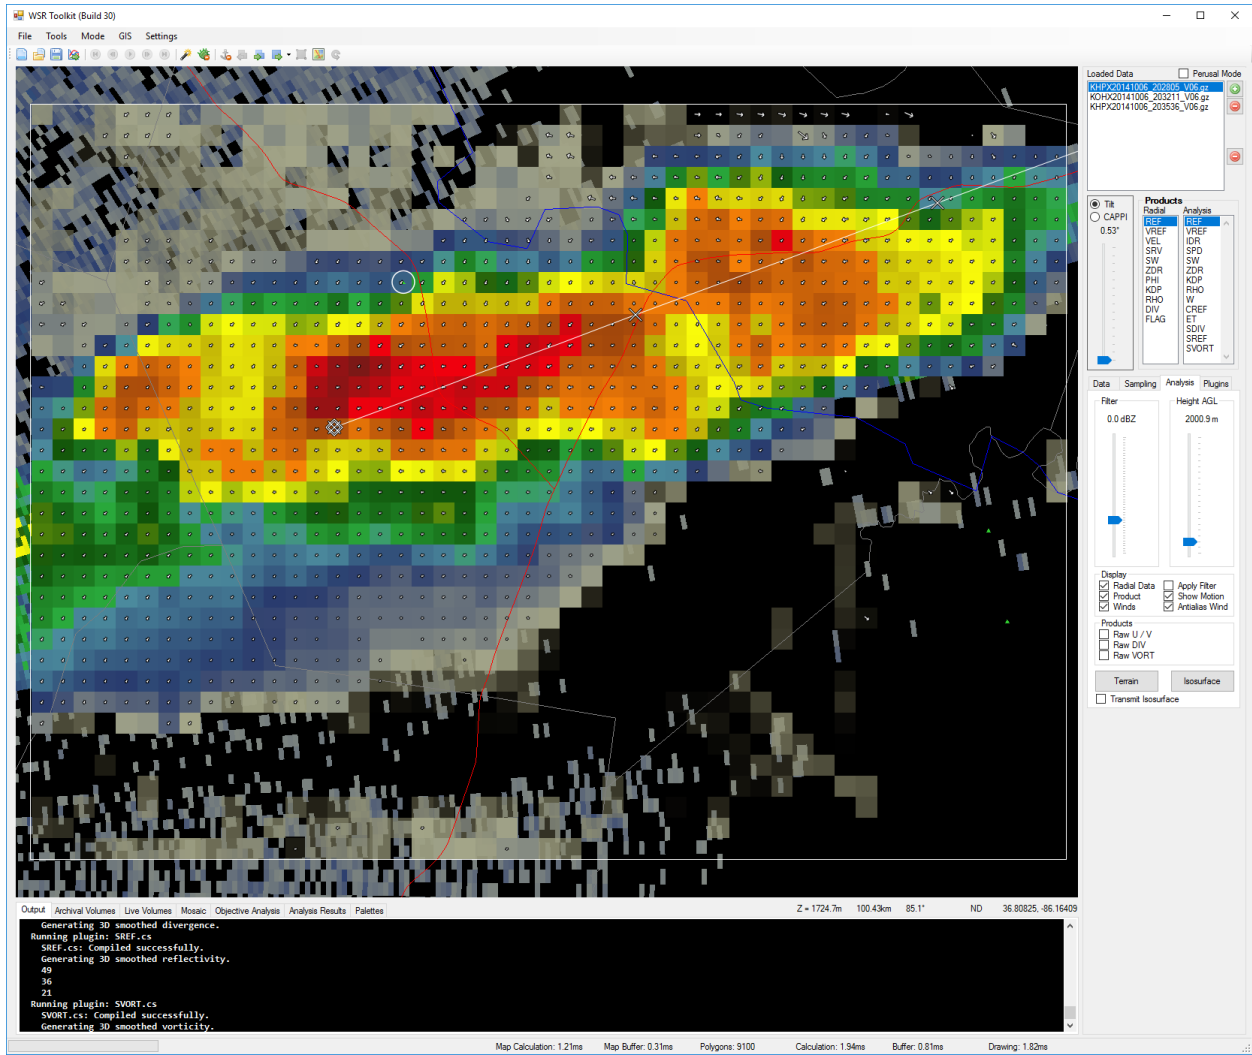 WSR Toolkit (Build 30)
File Tools Mode GIS Settings
Loaded Data Perusal Mode
KHPX20141006_202805_V06.gz
KOHX20141006_203211_V06.gz
KHPX20141006_203536_V06.gz
Tilt
CAPPI
0.53°
Products
Radial Analysis
REF REF
VREF VREF
VEL IDR
SRV SPD
SW SW
ZDR ZDR
PHI KDP
KDP RHO
RHO W
DIV CREF
FLAG ET
SDIV
SREF
SVORT
Data Sampling Analysis Plugins
Filter Height AGL
0.0 dBZ 2000.9 m
Display
Radial Data Apply Filter
Product Show Motion
Winds Antialias Wind
Products
Raw U / V
Raw DIV
Raw VORT
Terrain Isosurface
Transmit Isosurface
Output Archival Volumes Live Volumes Mosaic Objective Analysis Analysis Results Palettes Z = 1724.7m 100.43km 85.1° ND 36.80825, -86.16409
Generating 3D smoothed divergence.
Running plugin: SREF.cs
SREF.cs: Compiled successfully.
Generating 3D smoothed reflectivity.
49
36
21
Running plugin: SVORT.cs
SVORT.cs: Compiled successfully.
Generating 3D smoothed vorticity.
Map Calculation: 1.21ms Map Buffer: 0.31ms Polygons: 9100 Calculation: 1.94ms Buffer: 0.81ms Drawing: 1.82ms